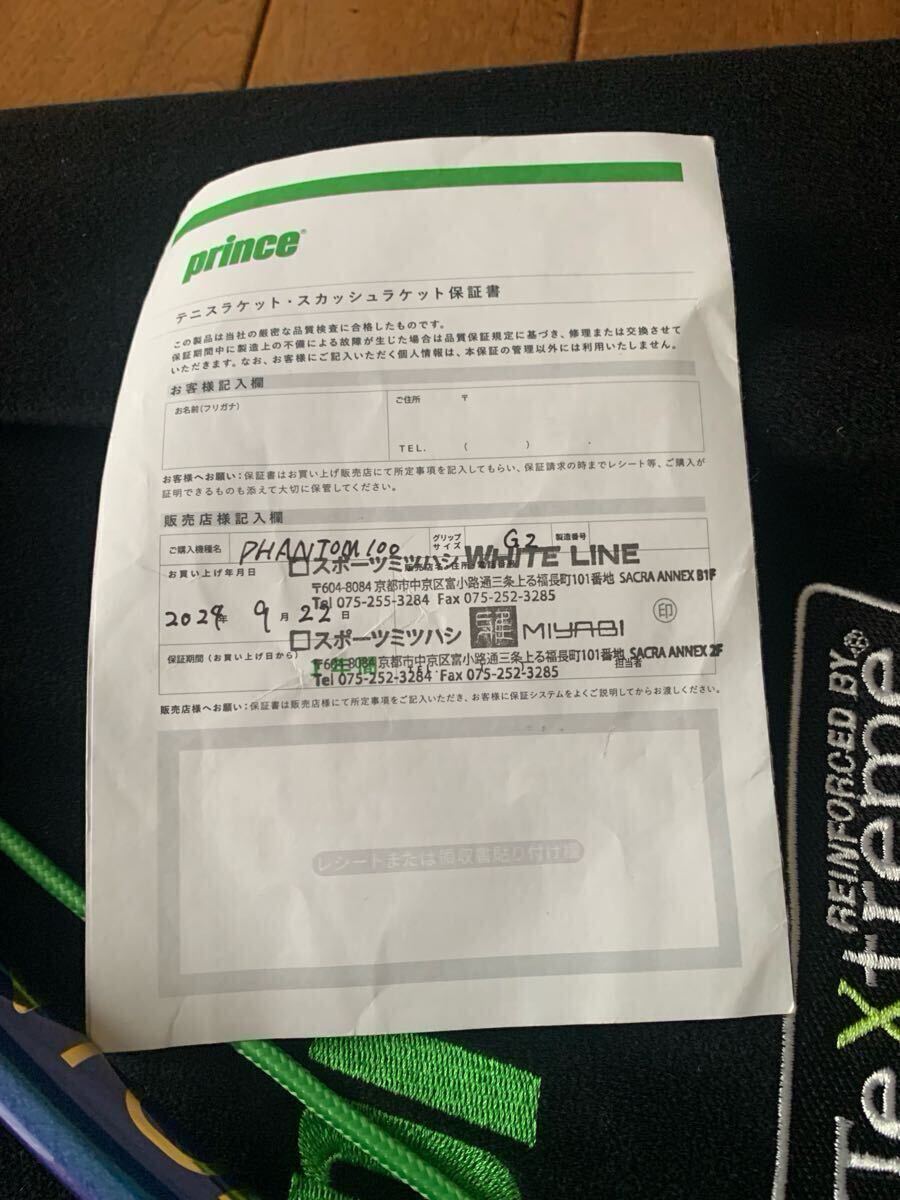 prince
テニスラケット・スカッシュラケット保証書
この製品は当社の厳密な品質検査に合格したものです。
保証期間中に製造上の不備による故障が生じた場合は品質保証規定に基づき、修理または交換させて
いただきます。なお、お客様にご記入いただく個人情報は、本保証の管理以外には利用いたしません。
お客様記入欄
お名前(フリガナ)
ご住所 〒
TEL. ( ) .
お客様へお願い：保証書はお買い上げ販売店にて所定事項を記入してもらい、保証請求の時までレシート等、ご購入が
証明できるものも添えて大切に保管してください。
販売店様記入欄
ご購入機種名 PHANTOM100 グリップサイズ G2 製造番号
お買い上げ年月日
ロスポーツミツハシ WHITE LINE
〒604-8084 京都市中京区富小路通三条上る福長町101番地 SACRA ANNEX B1F
Tel 075-255-3284 Fax 075-252-3285
年 9月22日 印
ロスポーツミツハシ 雅 MIYABI
保証期間(お買い上げ日から) 1年間
〒604-8084 京都市中京区富小路通三条上る福長町101番地 SACRA ANNEX 2F
担当者
Tel 075-252-3284 Fax 075-252-3285
販売店様へお願い：保証書は販売店様にて所定事項をご記入いただき、お客様に保証システムをよくご説明してからお渡しください。
レシートまたは領収書貼り付け欄
REINFORCED BY
TeXtreme